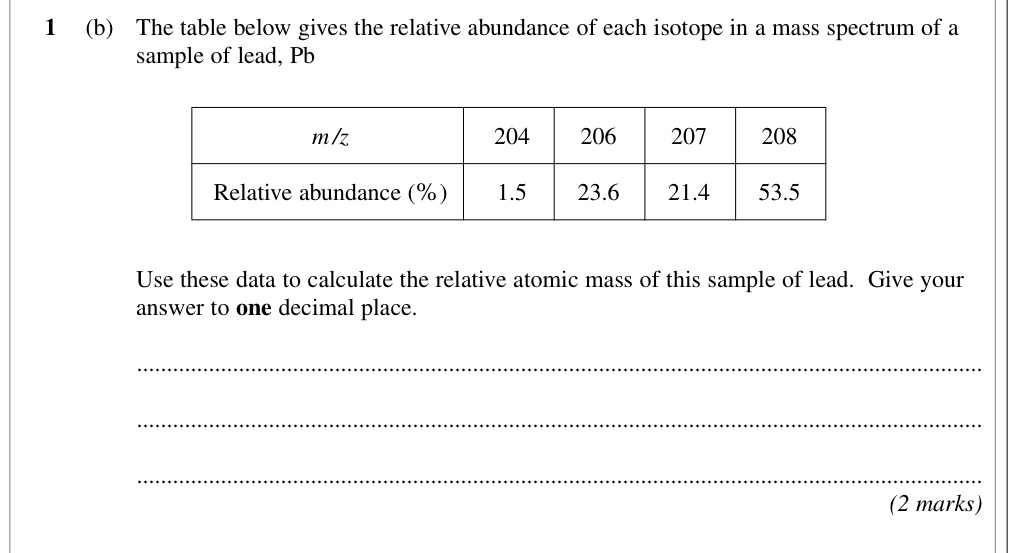 1 (b) The table below gives the relative abundance of each isotope in a mass spectrum of a
sample of lead, Pb
m/z 204 206 207 208
Relative abundance (%) 1.5 23.6 21.4 53.5
Use these data to calculate the relative atomic mass of this sample of lead. Give your
answer to one decimal place.
(2 marks)